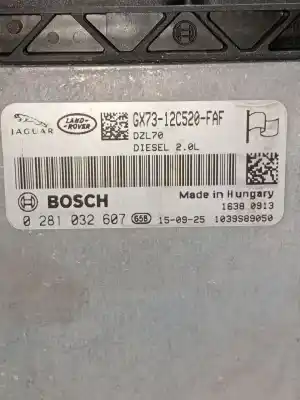 JAGUAR
LAND-
ROVER
GX73-12C520-FAF
DZL70
DIESEL 2.0L
BOSCH
Made in Hungary
1638 0913
0 281 032 607 G58 15-09-25 1039S89050